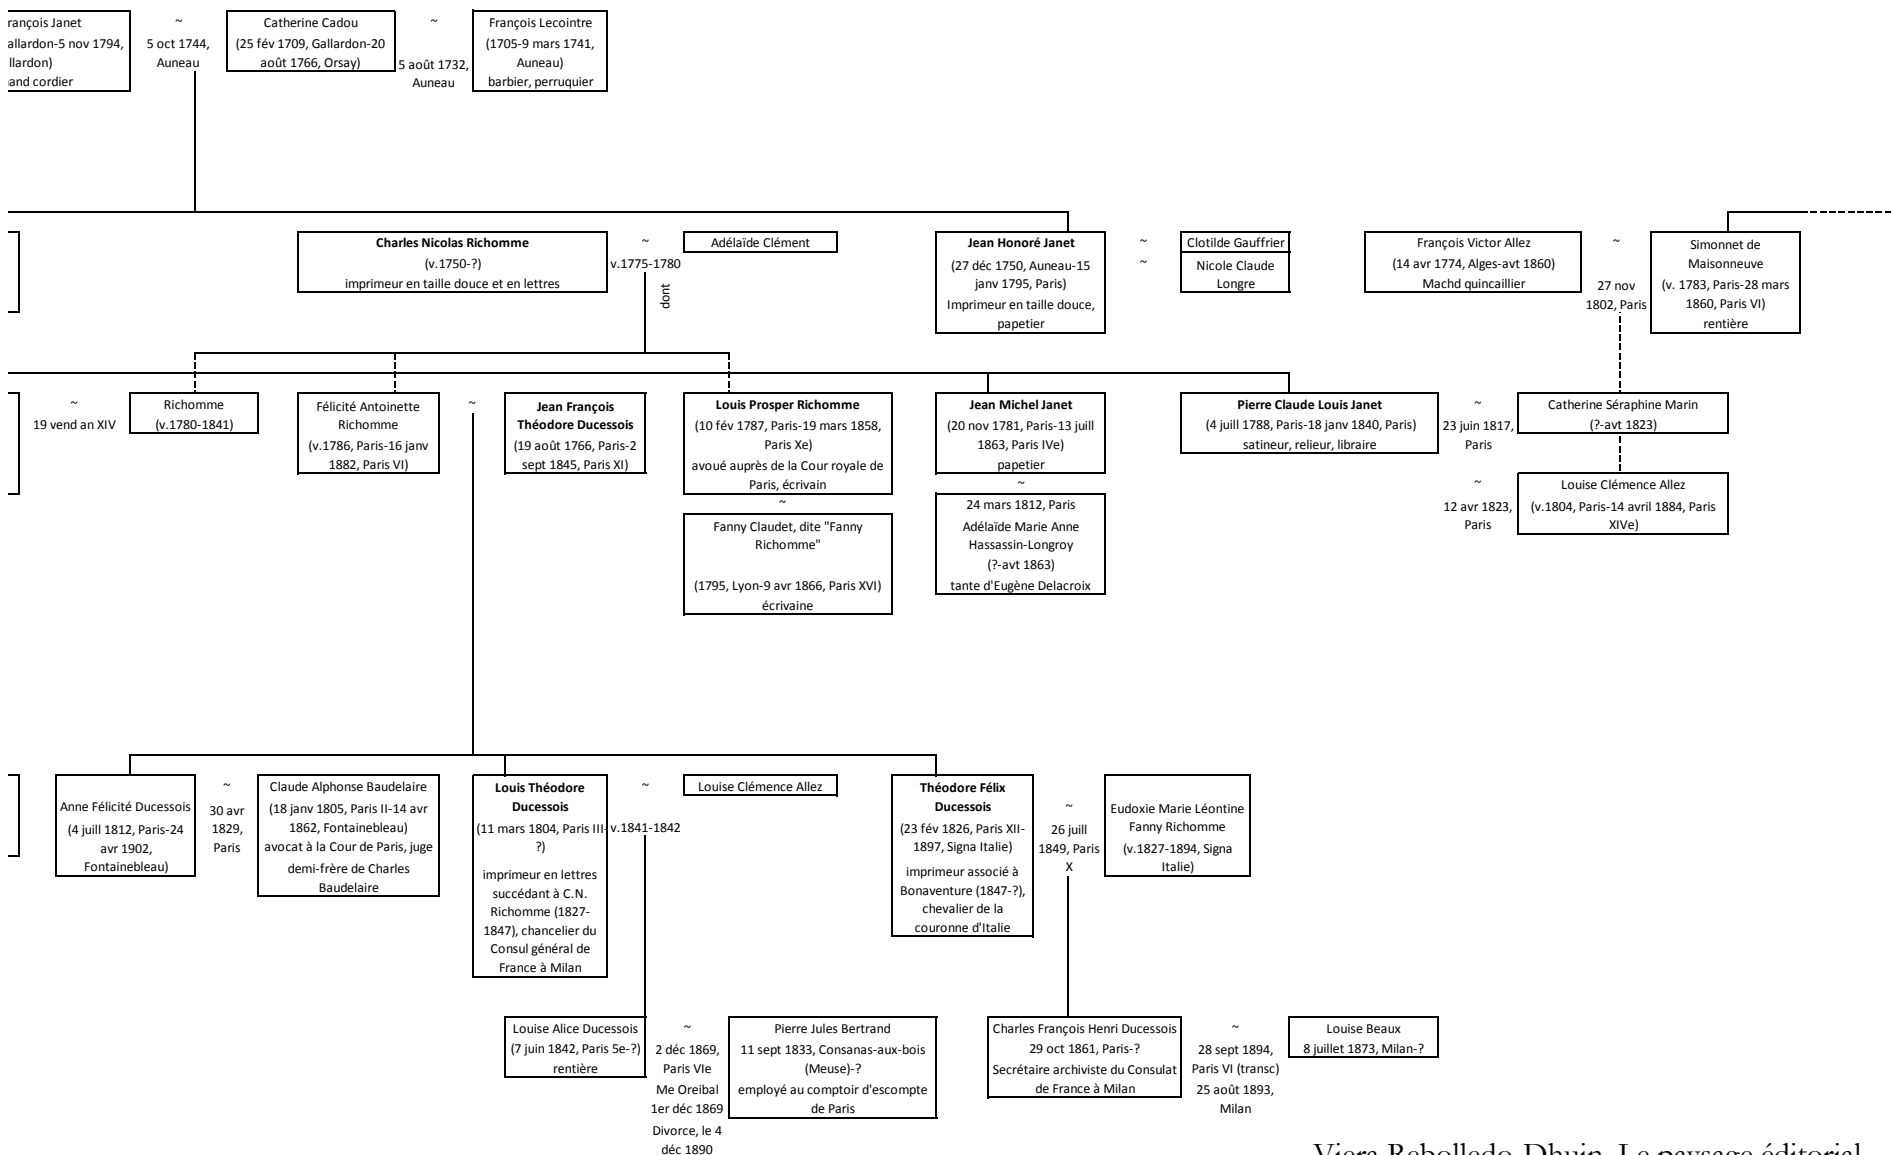 rançois Janet
allardon-5 nov 1794,
llardon)
and cordier
~
5 oct 1744,
Auneau
Catherine Cadou
(25 fév 1709, Gallardon-20
août 1766, Orsay)
~
5 août 1732,
Auneau
François Lecointre
(1705-9 mars 1741,
Auneau)
barbier, perruquier
Charles Nicolas Richomme
(v.1750-?)
imprimeur en taille douce et en lettres
~
v.1775-1780
dont
Adélaïde Clément
Jean Honoré Janet
(27 déc 1750, Auneau-15
janv 1795, Paris)
Imprimeur en taille douce,
papetier
~
~
Clotilde Gauffrier
Nicole Claude
Longre
François Victor Allez
(14 avr 1774, Alges-avt 1860)
Machd quincaillier
~
27 nov
1802, Paris
Simonnet de
Maisonneuve
(v. 1783, Paris-28 mars
1860, Paris VI)
rentière
~
19 vend an XIV
Richomme
(v.1780-1841)
Félicité Antoinette
Richomme
(v.1786, Paris-16 janv
1882, Paris VI)
~
Jean François
Théodore Ducessois
(19 août 1766, Paris-2
sept 1845, Paris XI)
Louis Prosper Richomme
(10 fév 1787, Paris-19 mars 1858,
Paris Xe)
avoué auprès de la Cour royale de
Paris, écrivain
~
Fanny Claudet, dite "Fanny
Richomme"
(1795, Lyon-9 avr 1866, Paris XVI)
écrivaine
Jean Michel Janet
(20 nov 1781, Paris-13 juill
1863, Paris IVe)
papetier
~
24 mars 1812, Paris
Adélaïde Marie Anne
Hassassin-Longroy
(?-avt 1863)
tante d'Eugène Delacroix
Pierre Claude Louis Janet
(4 juill 1788, Paris-18 janv 1840, Paris)
satineur, relieur, libraire
~
23 juin 1817,
Paris
Catherine Séraphine Marin
(?-avt 1823)
~
12 avr 1823,
Paris
Louise Clémence Allez
(v.1804, Paris-14 avril 1884, Paris
XIVe)
Anne Félicité Ducessois
(4 juill 1812, Paris-24
avr 1902,
Fontainebleau)
~
30 avr
1829,
Paris
Claude Alphonse Baudelaire
(18 janv 1805, Paris II-14 avr
1862, Fontainebleau)
avocat à la Cour de Paris, juge
demi-frère de Charles
Baudelaire
Louis Théodore
Ducessois
(11 mars 1804, Paris III-
?)
imprimeur en lettres
succédant à C.N.
Richomme (1827-
1847), chancelier du
Consul général de
France à Milan
~
v.1841-1842
Louise Clémence Allez
Théodore Félix
Ducessois
(23 fév 1826, Paris XII-
1897, Signa Italie)
imprimeur associé à
Bonaventure (1847-?),
chevalier de la
couronne d'Italie
~
26 juill
1849, Paris
X
Eudoxie Marie Léontine
Fanny Richomme
(v.1827-1894, Signa
Italie)
Louise Alice Ducessois
(7 juin 1842, Paris 5e-?)
rentière
~
2 déc 1869,
Paris VIe
Me Oreibal
1er déc 1869
Divorce, le 4
déc 1890
Pierre Jules Bertrand
11 sept 1833, Consanas-aux-bois
(Meuse)-?
employé au comptoir d'escompte
de Paris
Charles François Henri Ducessois
29 oct 1861, Paris-?
Secrétaire archiviste du Consulat
de France à Milan
~
28 sept 1894,
Paris VI (transc)
25 août 1893,
Milan
Louise Beaux
8 juillet 1873, Milan-?
Viera Rebolledo-Dhuin, Le paysage éditorial